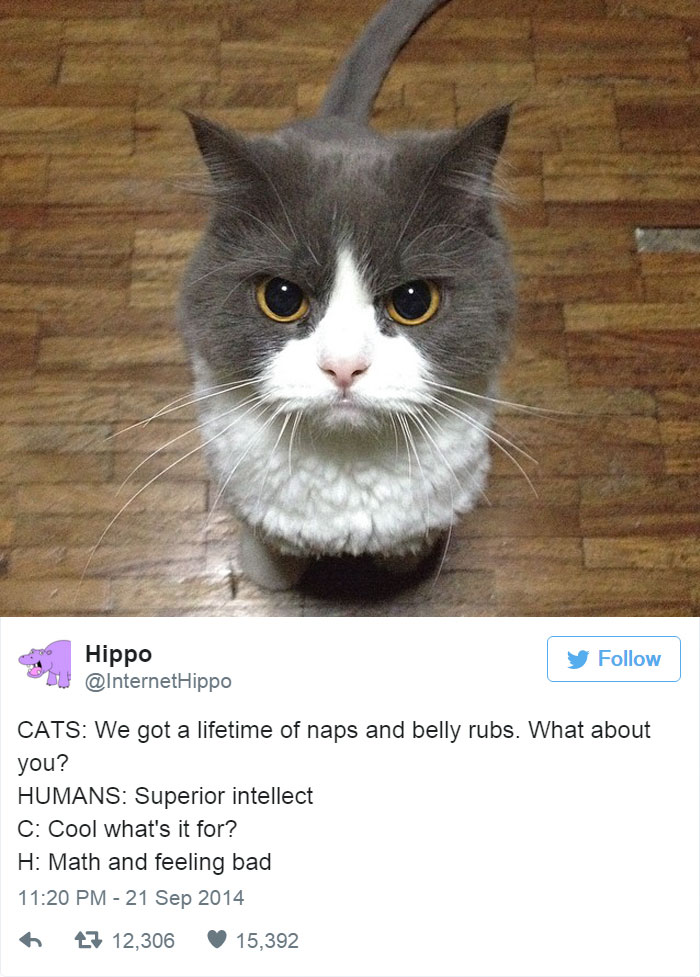 Hippo
@InternetHippo
Follow
CATS: We got a lifetime of naps and belly rubs. What about
you?
HUMANS: Superior intellect
C: Cool what's it for?
H: Math and feeling bad
11:20 PM - 21 Sep 2014
12,306 15,392